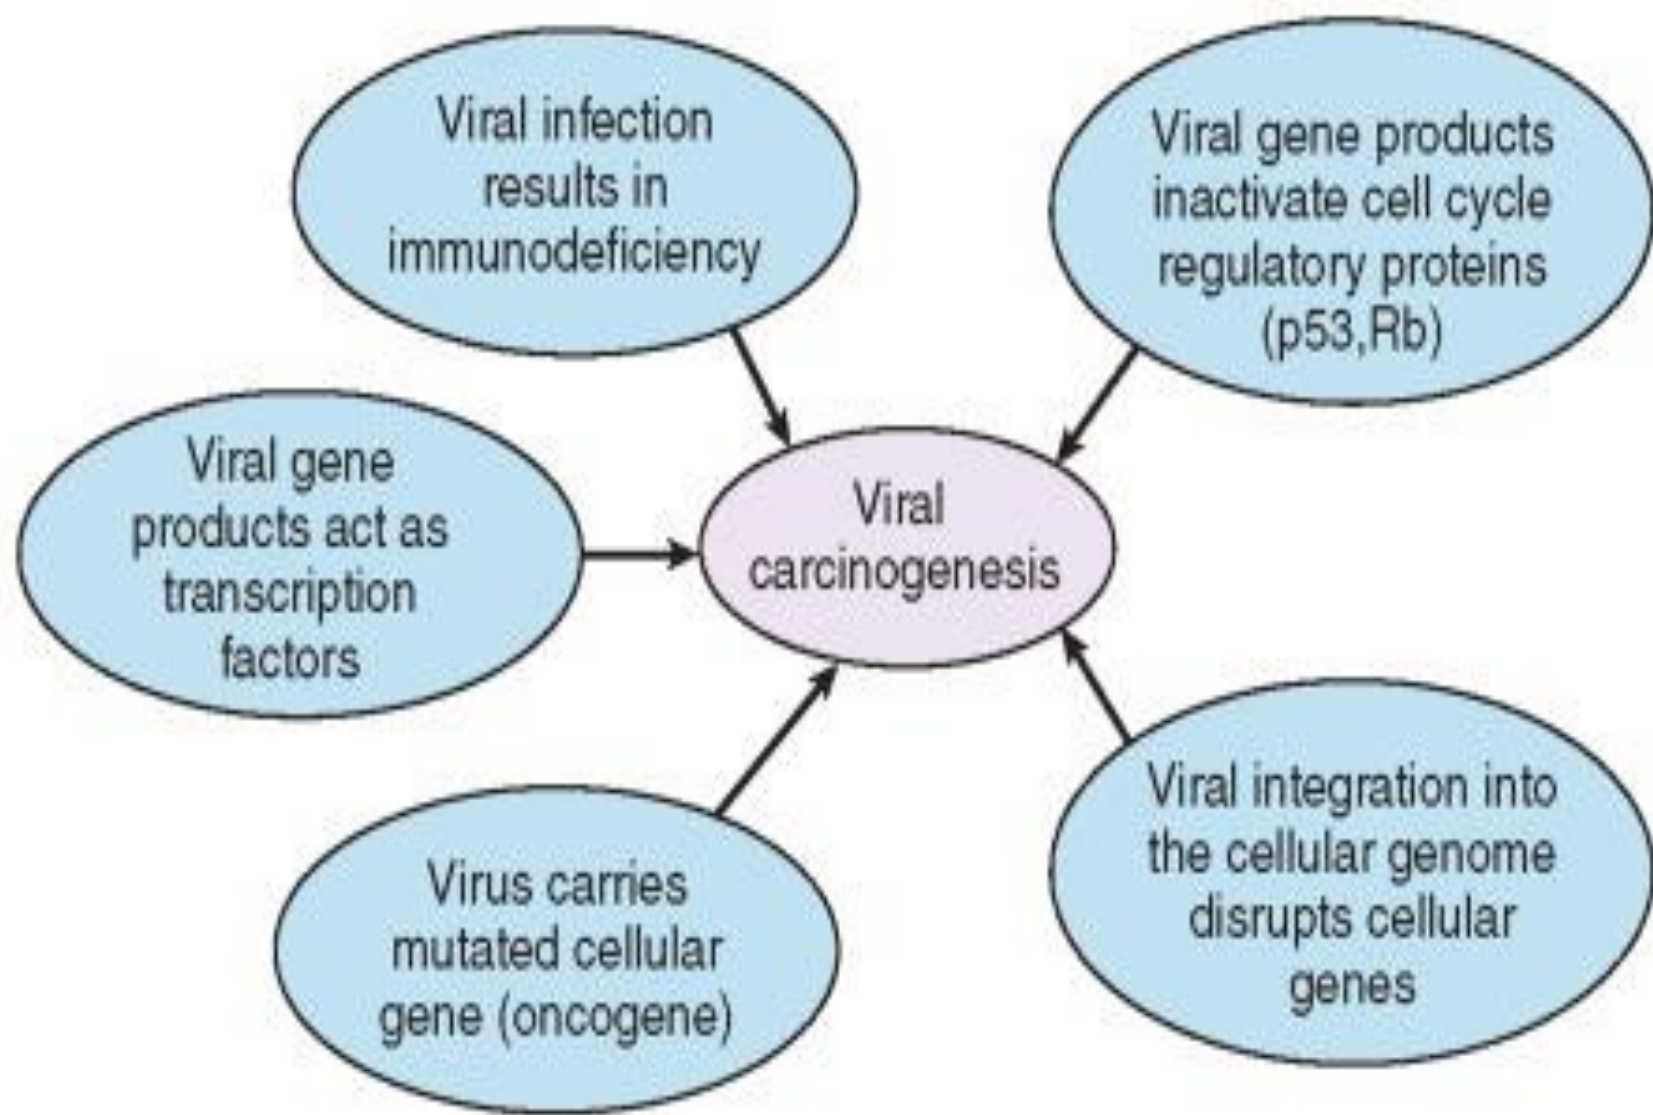 Viral infection
results in
immunodeficiency
Viral gene products
inactivate cell cycle
regulatory proteins
(p53,Rb)
Viral gene
products act as
transcription
factors
Viral
carcinogenesis
Virus carries
mutated cellular
gene (oncogene)
Viral integration into
the cellular genome
disrupts cellular
genes